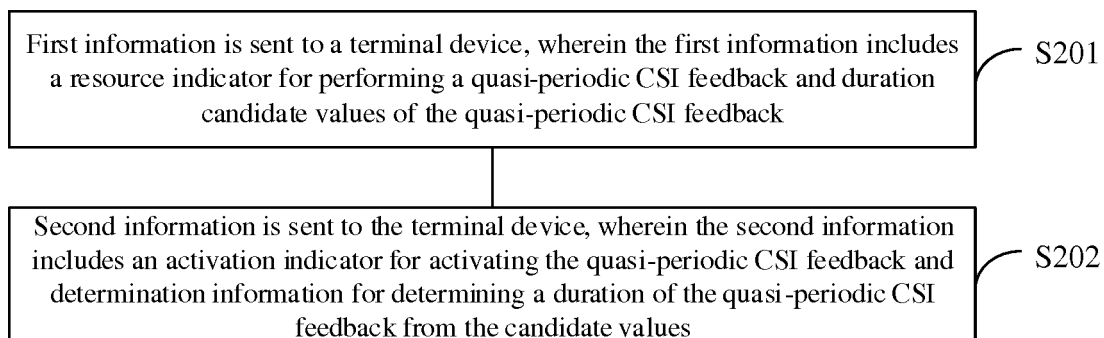 First information is sent to a terminal device, wherein the first information includes
a resource indicator for performing a quasi-periodic CSI feedback and duration
candidate values of the quasi-periodic CSI feedback
S201
Second information is sent to the terminal device, wherein the second information
includes an activation indicator for activating the quasi-periodic CSI feedback and
determination information for determining a duration of the quasi-periodic CSI
feedback from the candidate values
S202